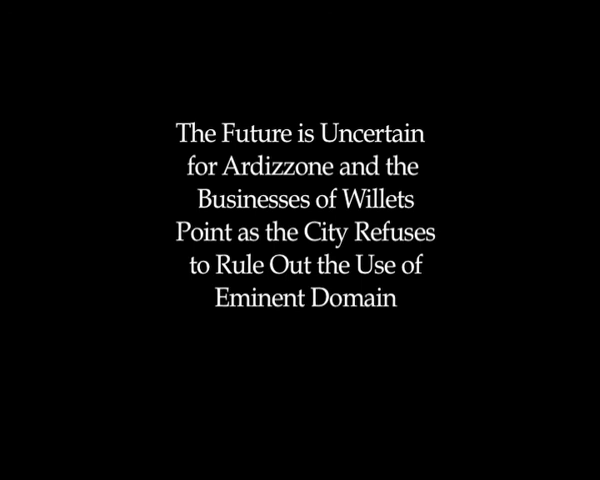 The Future is Uncertain
for Ardizzone and the
Businesses of Willets
Point as the City Refuses
to Rule Out the Use of
Eminent Domain